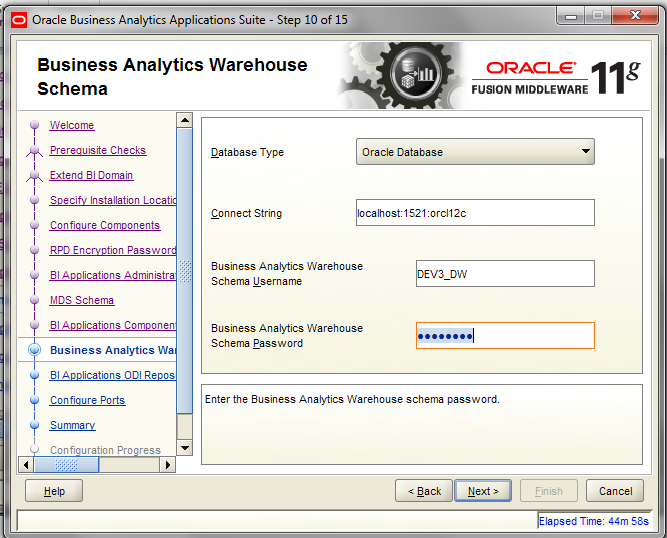 Oracle Business Analytics Applications Suite - Step 10 of 15
Business Analytics Warehouse
Schema
ORACLE
FUSION MIDDLEWARE 11g
Welcome
Prerequisite Checks
Extend BI Domain
Specify Installation Locatio
Configure Components
RPD Encryption Password
BI Applications Administra
MDS Schema
BI Applications Componen
Business Analytics Wa
BI Applications ODI Repos
Configure Ports
Summary
Configuration Progress
Database Type
Oracle Database
Connect String
localhost:1521:orcl12c
Business Analytics Warehouse
Schema Username
DEV3_DW
Business Analytics Warehouse
Schema Password
Enter the Business Analytics Warehouse schema password.
Help
< Back
Next >
Finish
Cancel
Elapsed Time: 44m 58s